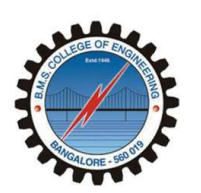 B.M.S. COLLEGE OF ENGINEERING
Estd.1946
BANGALORE - 560 019